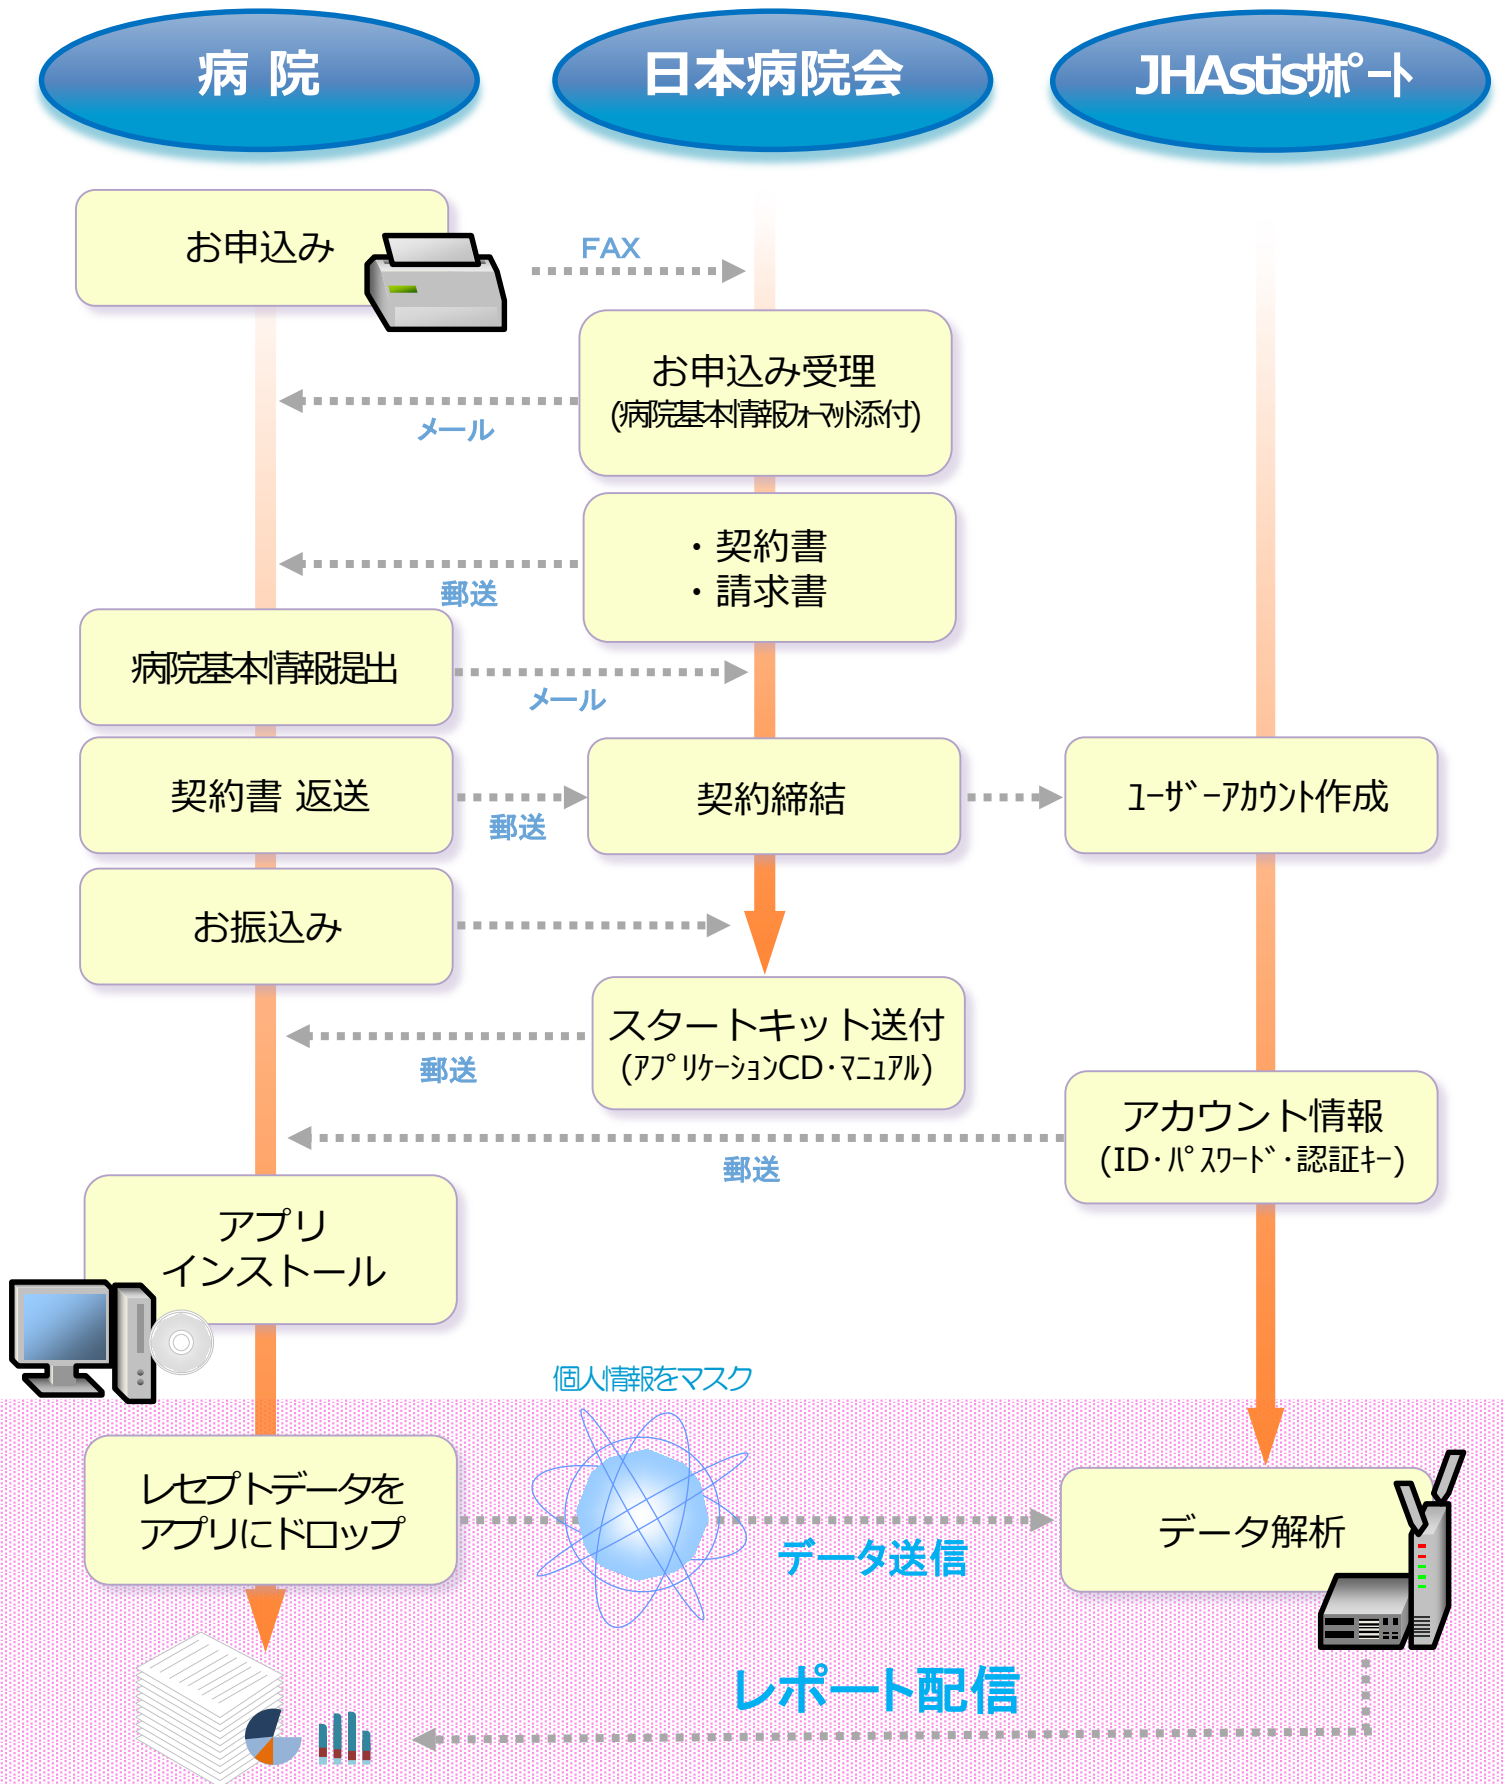 病 院
日本病院会
JHAstisｻﾎﾟｰﾄ
お申込み
FAX
お申込み受理
(病院基本情報ﾌｫｰﾏｯﾄ添付)
メール
・契約書
・請求書
郵送
病院基本情報提出
メール
契約書 返送
郵送
契約締結
ﾕｰｻﾞｰｱｶｳﾝﾄ作成
お振込み
スタートキット送付
(ｱﾌﾟﾘｹｰｼｮﾝCD･ﾏﾆｭｱﾙ)
郵送
アカウント情報
(ID･ﾊﾟｽﾜｰﾄﾞ･認証ｷｰ)
郵送
アプリ
インストール
個人情報をマスク
レセプトデータを
アプリにドロップ
データ送信
データ解析
レポート配信